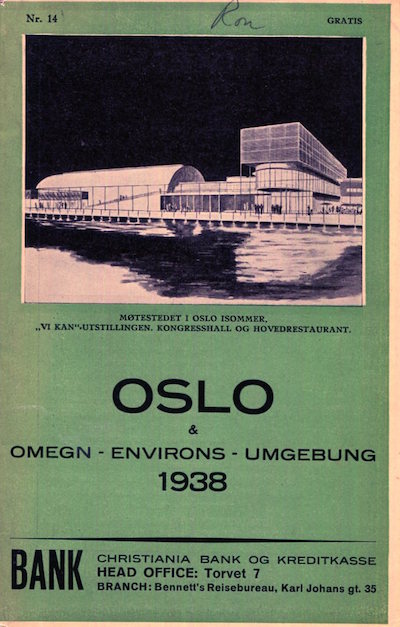 Nr. 14
Ron
GRATIS
MØTESTEDET I OSLO ISOMMER.
„VI KAN"-UTSTILLINGEN. KONGRESSHALL OG HOVEDRESTAURANT.
OSLO
&
OMEGN - ENVIRONS - UMGEBUNG
1938
BANK
CHRISTIANIA BANK OG KREDITKASSE
HEAD OFFICE: Torvet 7
BRANCH: Bennett's Reisebureau, Karl Johans gt. 35